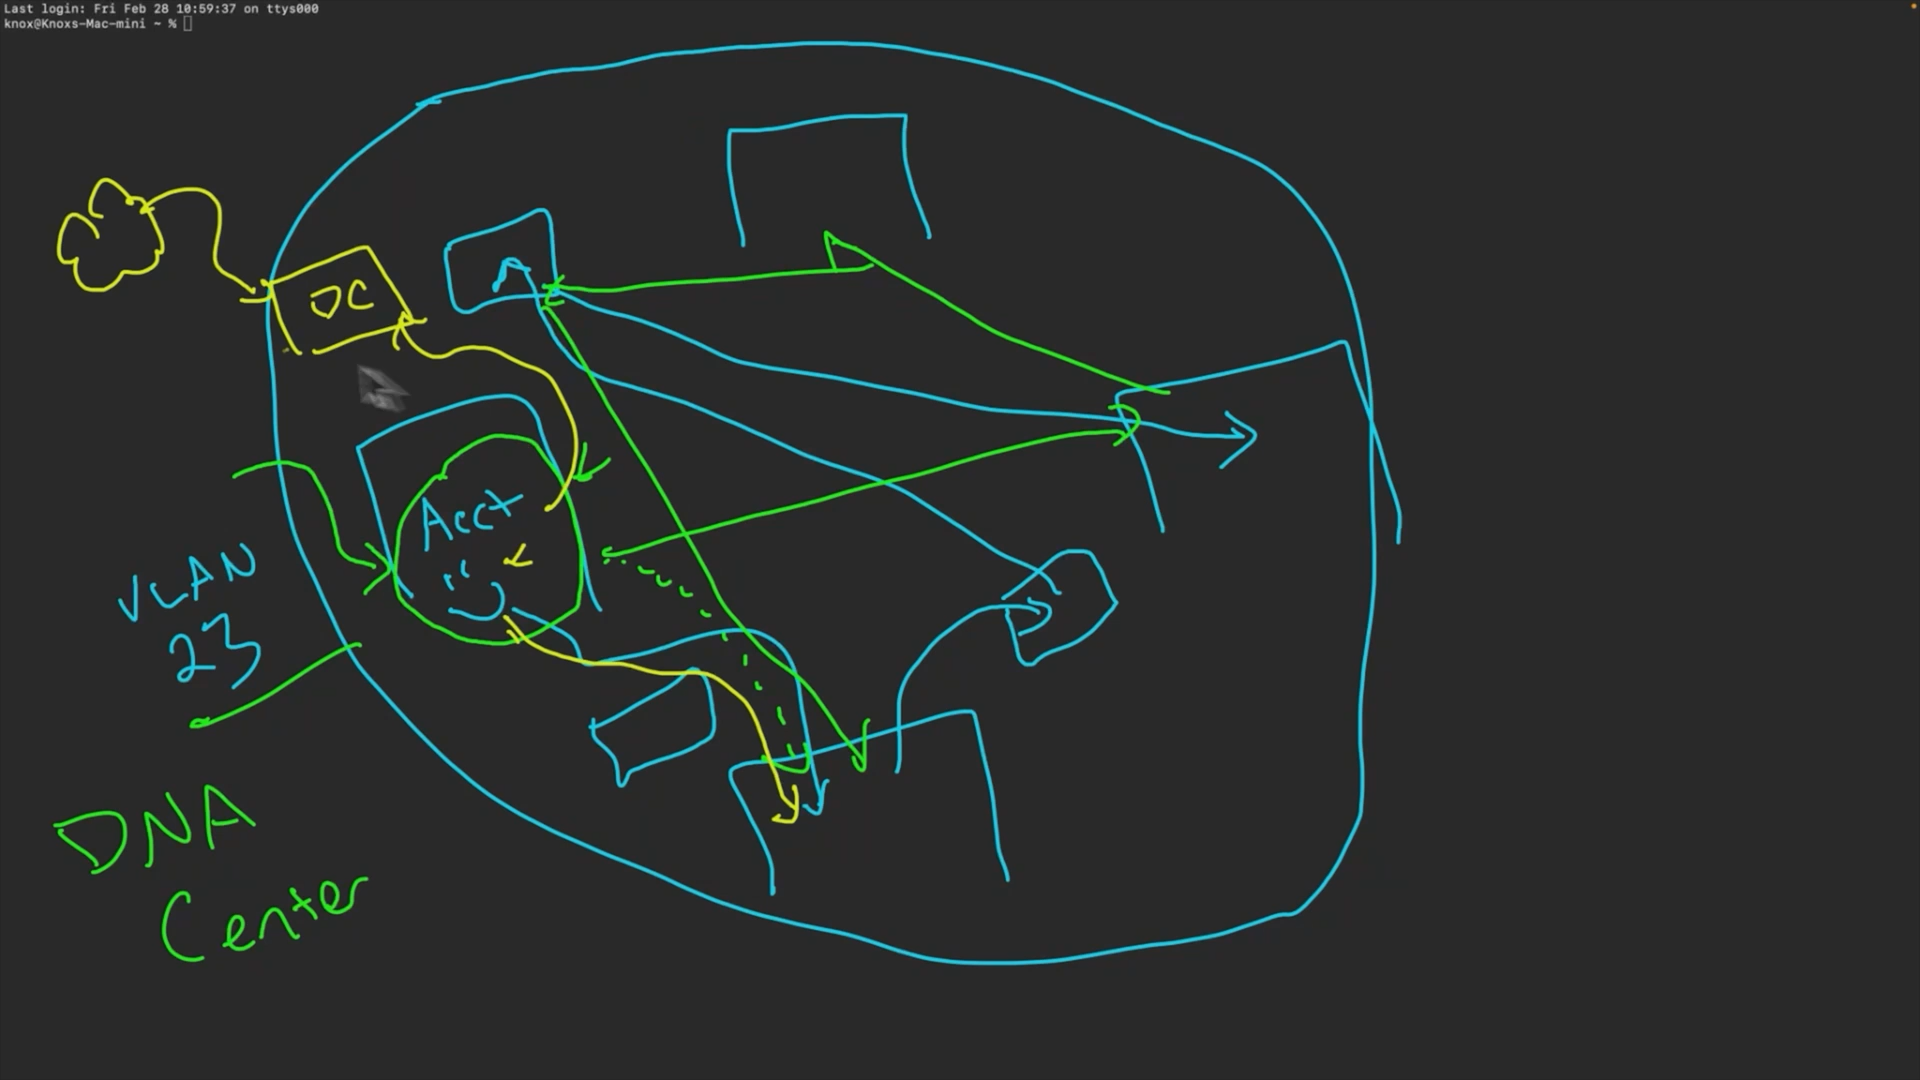 Last login: Fri Feb 28 10:59:37 on ttys000
knox@Knoxs-Mac-mini ~ %
DC
Acct
VLAN
23
DNA
Center